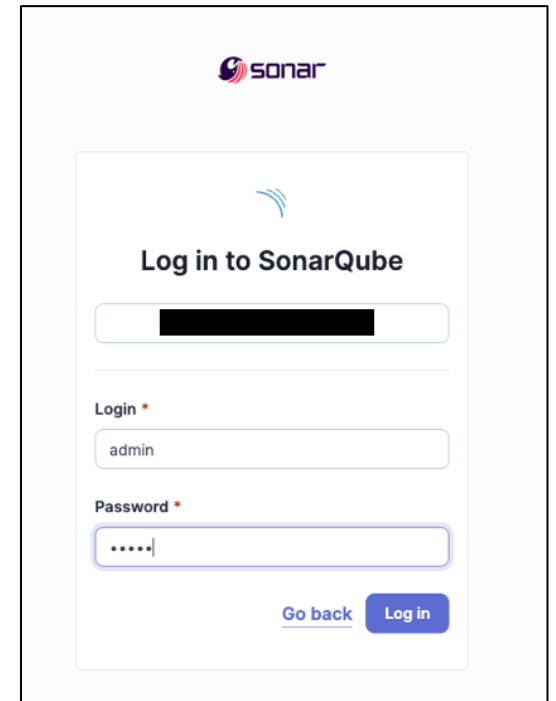 sonar
Log in to SonarQube
Login *
admin
Password *
•••••
Go back Log in